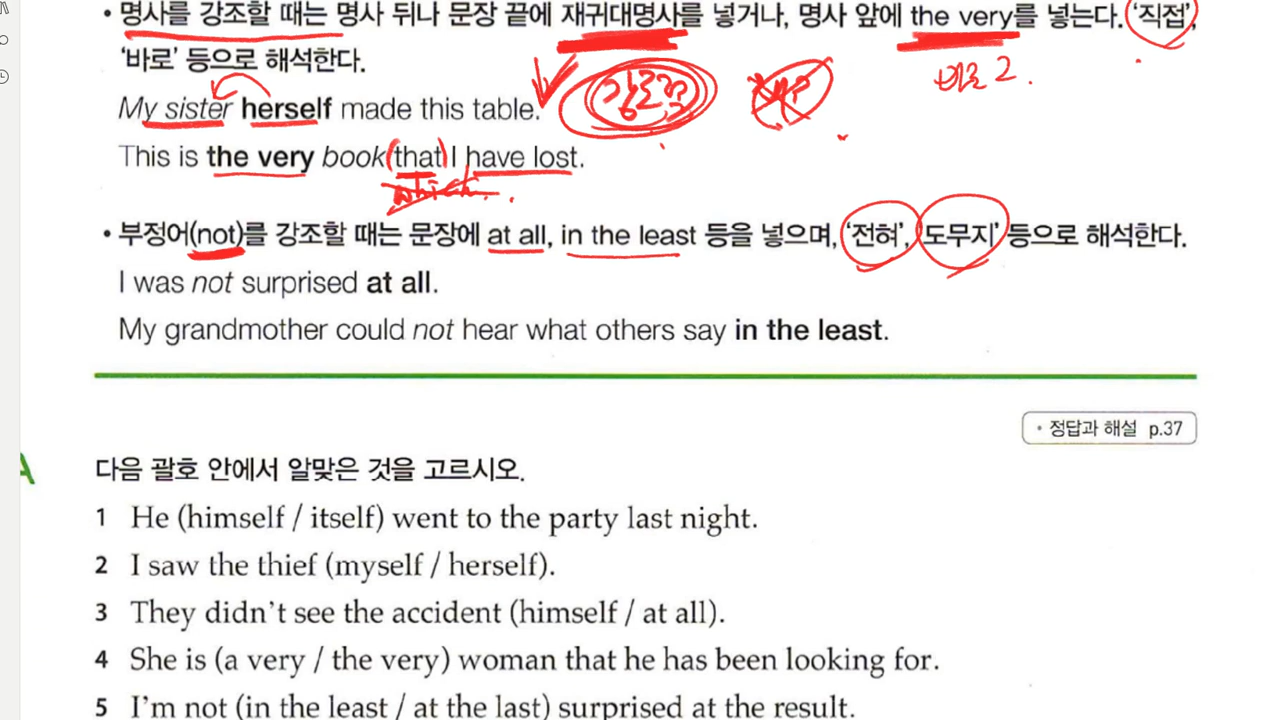 • 명사를 강조할 때는 명사 뒤나 문장 끝에 재귀대명사를 넣거나, 명사 앞에 the very를 넣는다. '직접',
'바로' 등으로 해석한다.
My sister herself made this table.
This is the very book (that) I have lost.
which
• 부정어(not)를 강조할 때는 문장에 at all, in the least 등을 넣으며, '전혀', '도무지' 등으로 해석한다.
I was not surprised at all.
My grandmother could not hear what others say in the least.
• 정답과 해설 p.37
A 다음 괄호 안에서 알맞은 것을 고르시오.
1 He (himself / itself) went to the party last night.
2 I saw the thief (myself / herself).
3 They didn't see the accident (himself / at all).
4 She is (a very / the very) woman that he has been looking for.
5 I'm not (in the least / at the last) surprised at the result.